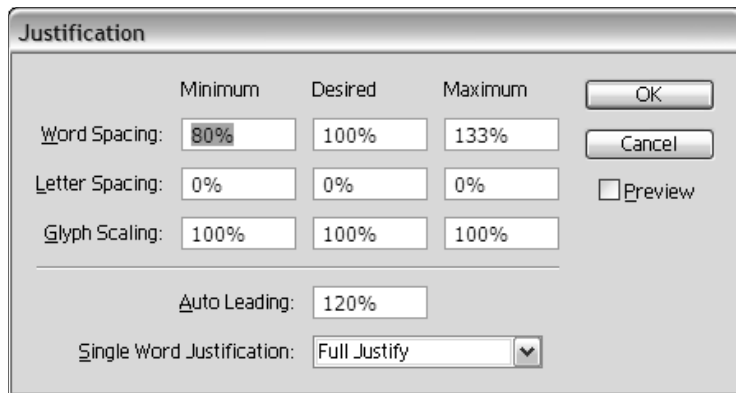 Justification
Minimum Desired Maximum
Word Spacing: 80% 100% 133% OK
Cancel
Letter Spacing: 0% 0% 0% Preview
Glyph Scaling: 100% 100% 100%
Auto Leading: 120%
Single Word Justification: Full Justify